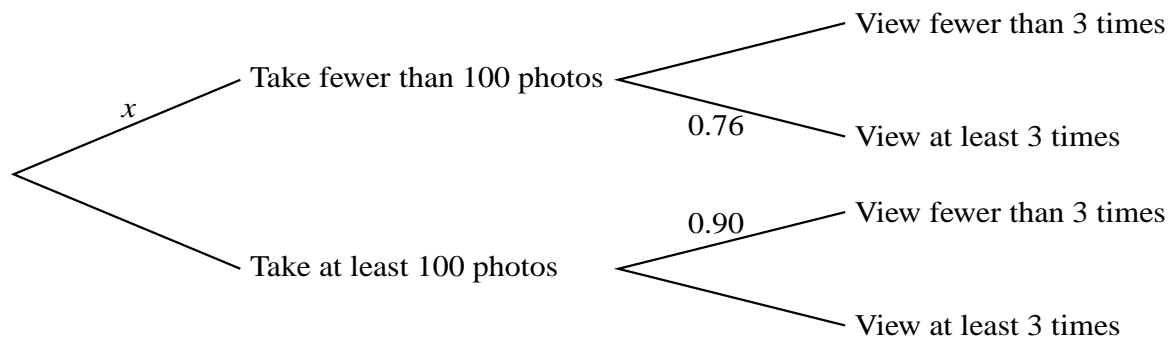 View fewer than 3 times
x
Take fewer than 100 photos
0.76
View at least 3 times
0.90
View fewer than 3 times
Take at least 100 photos
View at least 3 times